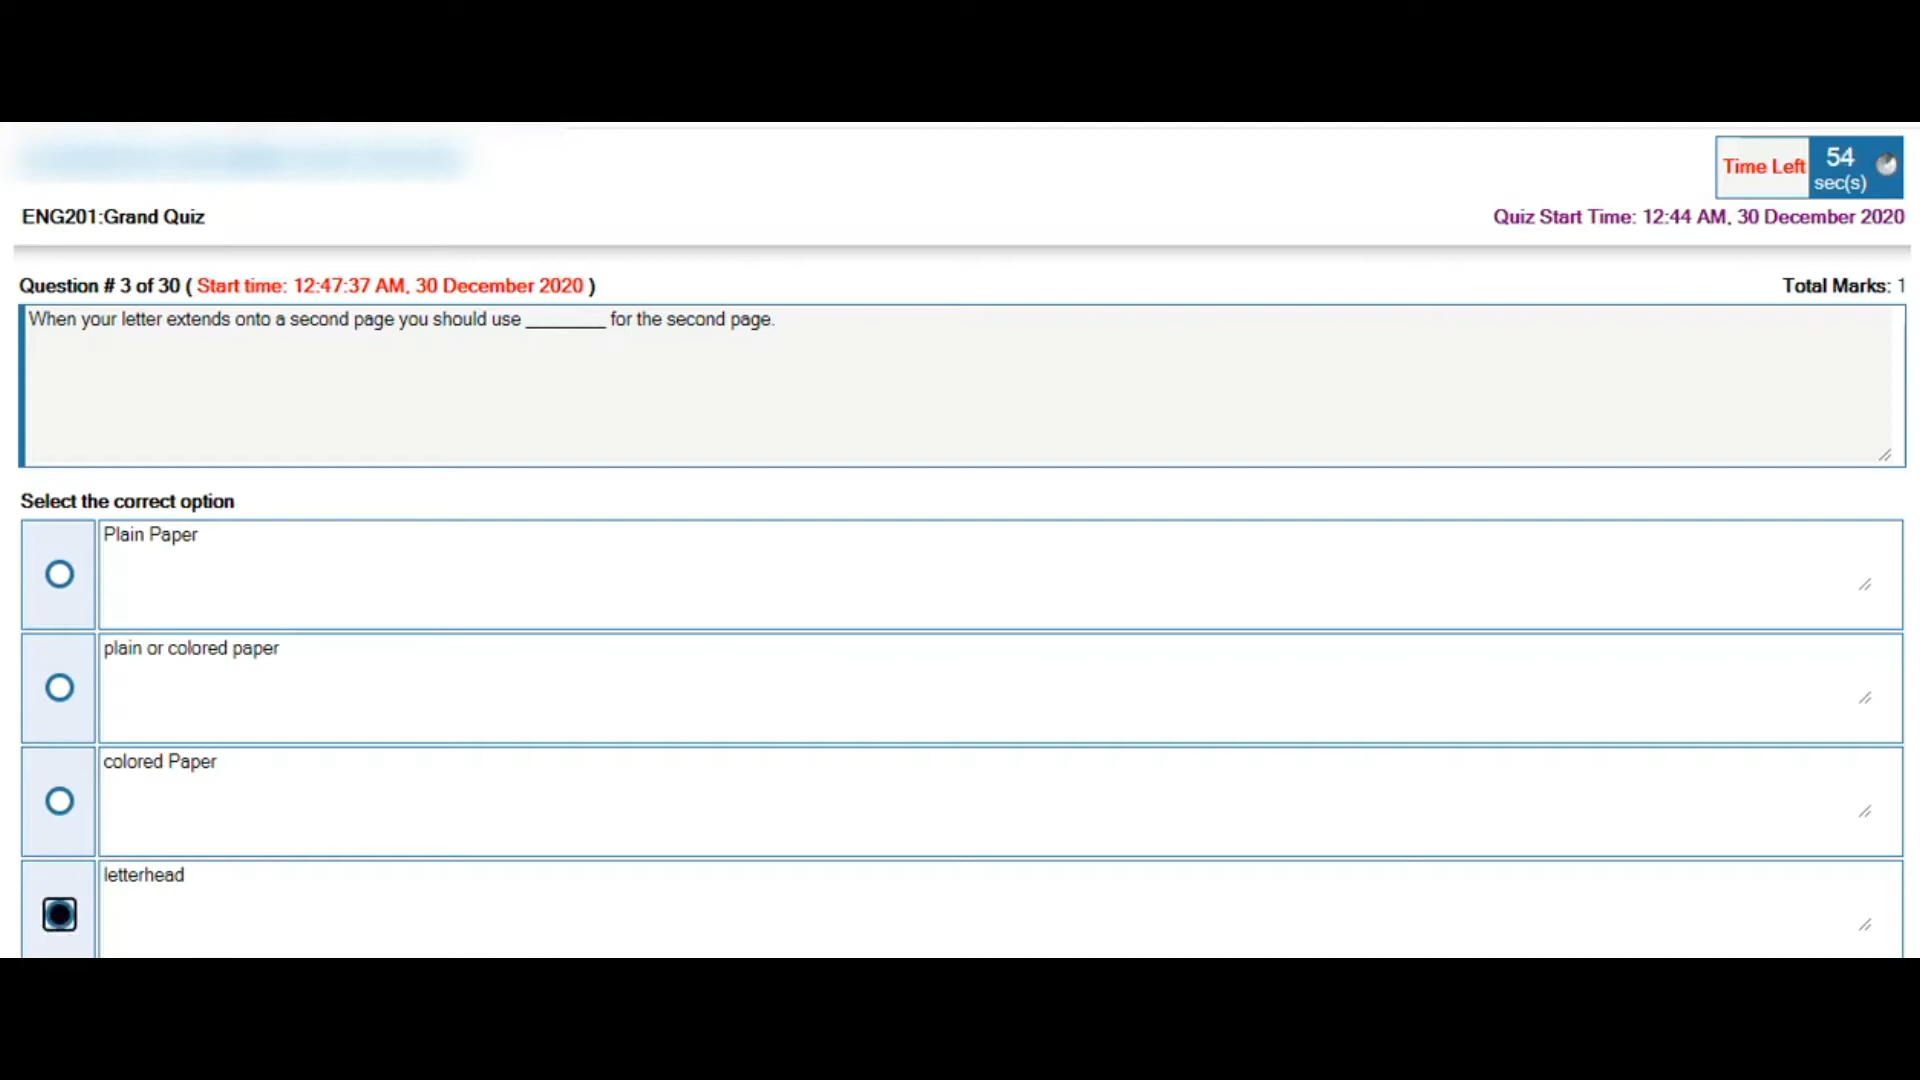 Time Left 54 sec(s)
ENG201:Grand Quiz
Quiz Start Time: 12:44 AM, 30 December 2020
Question # 3 of 30 ( Start time: 12:47:37 AM, 30 December 2020 )
Total Marks: 1
When your letter extends onto a second page you should use ________ for the second page.
Select the correct option
Plain Paper
plain or colored paper
colored Paper
letterhead